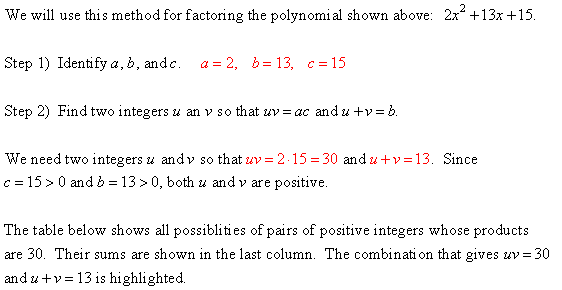 We will use this method for factoring the polynomial shown above: 2x² +13x +15.
Step 1) Identify a, b, and c. a = 2, b = 13, c = 15
Step 2) Find two integers u an v so that uv = ac and u + v = b.
We need two integers u and v so that uv = 2·15 = 30 and u + v = 13. Since
c = 15 > 0 and b = 13 > 0, both u and v are positive.
The table below shows all possiblities of pairs of positive integers whose products
are 30. Their sums are shown in the last column. The combination that gives uv = 30
and u + v = 13 is highlighted.